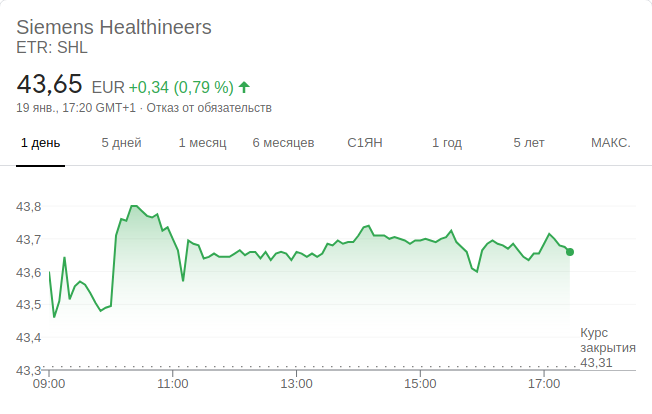 Siemens Healthineers
ETR: SHL
43,65 EUR +0,34 (0,79 %)
19 янв., 17:20 GMT+1 · Отказ от обязательств
1 день 5 дней 1 месяц 6 месяцев С1ЯН 1 год 5 лет МАКС.
43,8
43,7
43,6
43,5
43,4
Курс
закрытия
43,31
43,3
09:00 11:00 13:00 15:00 17:00